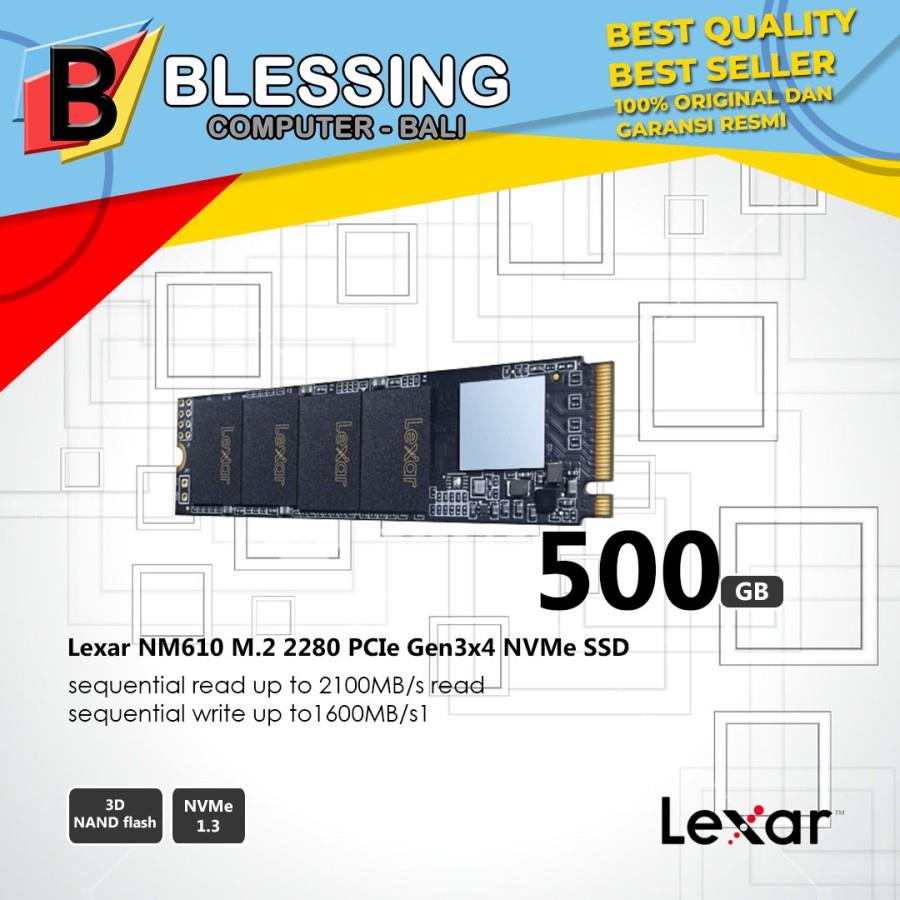 B BLESSING
COMPUTER - BALI
BEST QUALITY
BEST SELLER
100% ORIGINAL DAN
GARANSI RESMI
Lexar
Lexar
Lexar
Lexar
500
GB
Lexar NM610 M.2 2280 PCIe Gen3x4 NVMe SSD
sequential read up to 2100MB/s read
sequential write up to1600MB/s1
3D
NAND flash
NVMe
1.3
Lexar™